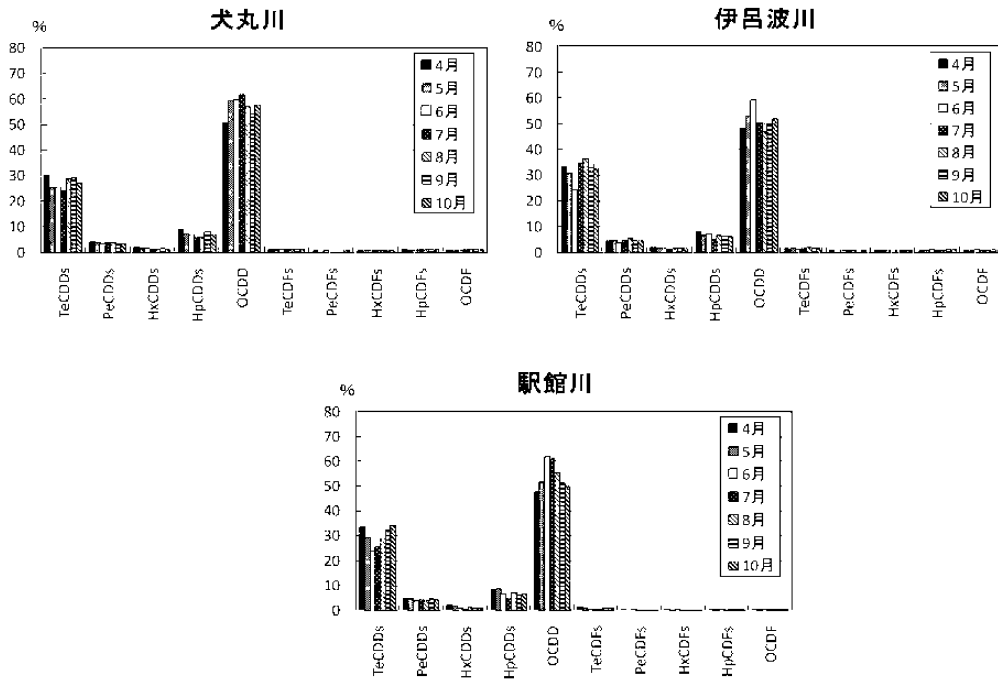 犬丸川
%
80
70
60
50
40
30
20
10
0
4月
5月
6月
7月
8月
9月
10月
TeCDDs
PeCDDs
HxCDDs
HpCDDs
OCDD
TeCDFs
PeCDFs
HxCDFs
HpCDFs
OCDF
伊呂波川
%
80
70
60
50
40
30
20
10
0
4月
5月
6月
7月
8月
9月
10月
TeCDDs
PeCDDs
HxCDDs
HpCDDs
OCDD
TeCDFs
PeCDFs
HxCDFs
HpCDFs
OCDF
駅館川
%
80
70
60
50
40
30
20
10
0
4月
5月
6月
7月
8月
9月
10月
TeCDDs
PeCDDs
HxCDDs
HpCDDs
OCDD
TeCDFs
PeCDFs
HxCDFs
HpCDFs
OCDF